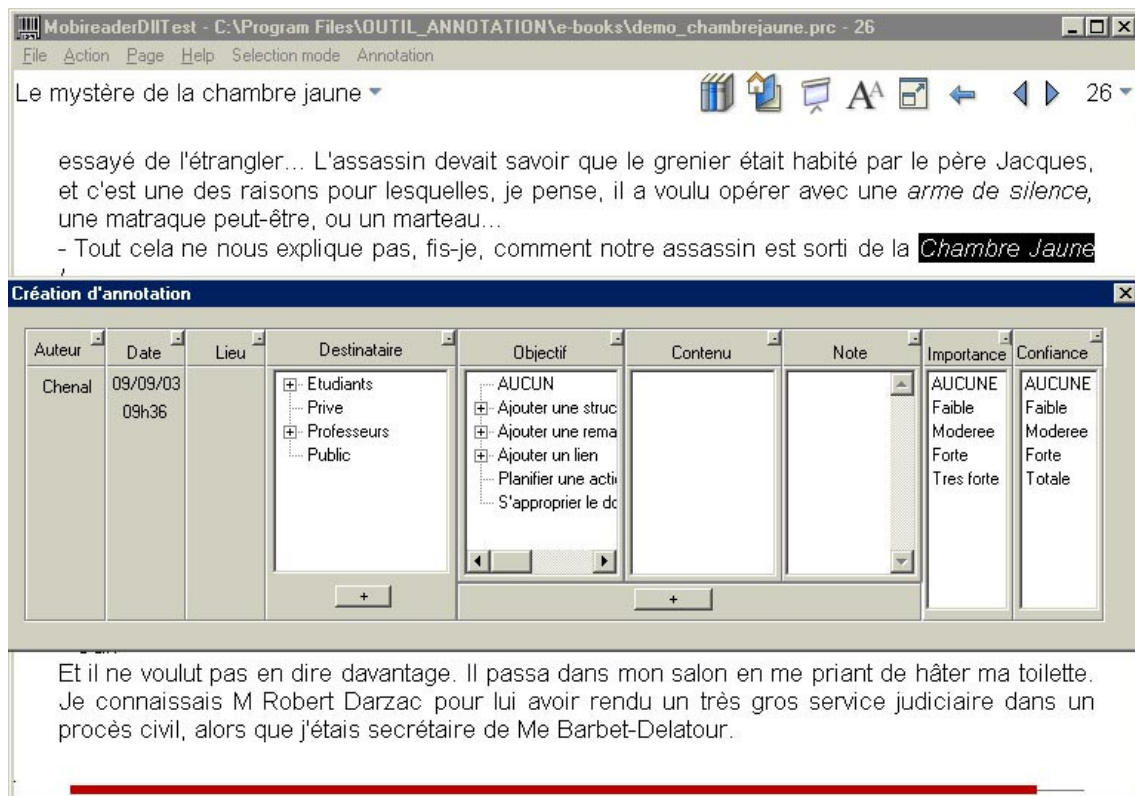 MobireaderDllTest - C:\Program Files\OUTIL_ANNOTATION\e-books\demo_chambrejaune.prc - 26
File Action Page Help Selection mode Annotation
Le mystère de la chambre jaune
26
essayé de l'étrangler... L'assassin devait savoir que le grenier était habité par le père Jacques,
et c'est une des raisons pour lesquelles, je pense, il a voulu opérer avec une arme de silence,
une matraque peut-être, ou un marteau...
- Tout cela ne nous explique pas, fis-je, comment notre assassin est sorti de la Chambre Jaune
Création d'annotation
Auteur Date Lieu Destinataire Objectif Contenu Note Importance Confiance
Chenal 09/09/03 Etudiants AUCUN AUCUNE AUCUNE
09h36 Prive Ajouter une struc Faible Faible
Professeurs Ajouter une rema Moderee Moderee
Public Ajouter un lien Forte Forte
Planifier une acti Tres forte Totale
S'approprier le do
+ +
Et il ne voulut pas en dire davantage. Il passa dans mon salon en me priant de hâter ma toilette.
Je connaissais M Robert Darzac pour lui avoir rendu un très gros service judiciaire dans un
procès civil, alors que j'étais secrétaire de Me Barbet-Delatour.